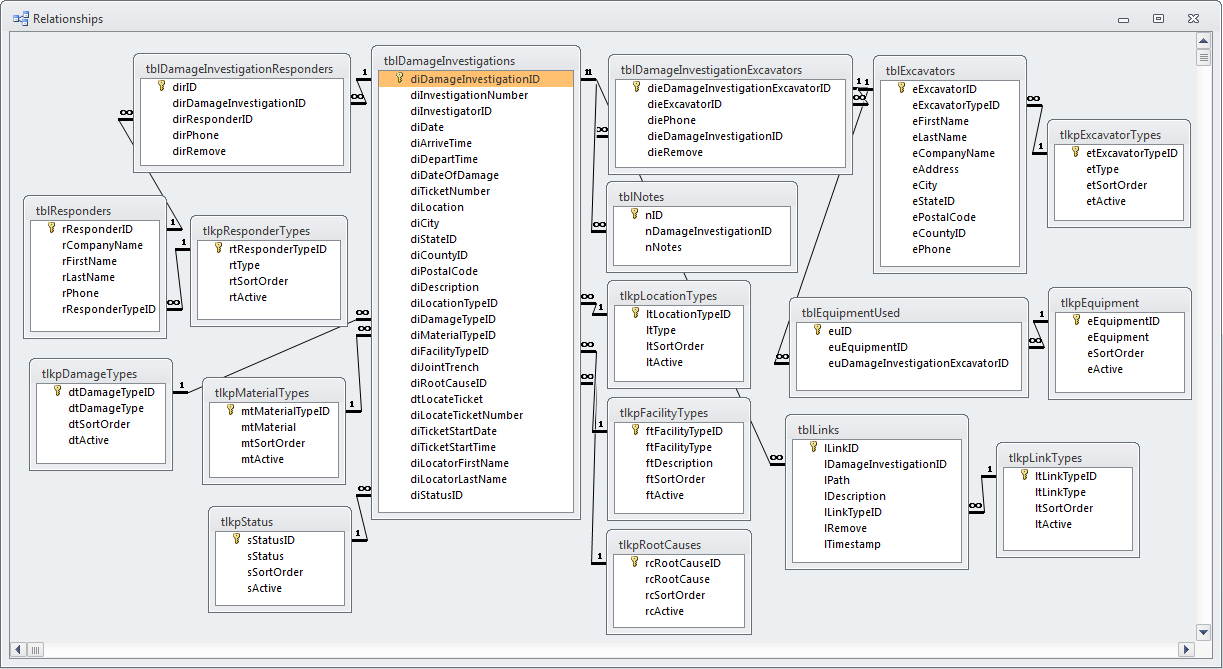 Relationships
tblDamageInvestigationResponders
dirID
dirDamageInvestigationID
dirResponderID
dirPhone
dirRemove
tblResponders
rResponderID
rCompanyName
rFirstName
rLastName
rPhone
rResponderTypeID
tlkpResponderTypes
rtResponderTypeID
rtType
rtSortOrder
rtActive
tlkpDamageTypes
dtDamageTypeID
dtDamageType
dtSortOrder
dtActive
tlkpMaterialTypes
mtMaterialTypeID
mtMaterial
mtSortOrder
mtActive
tlkpStatus
sStatusID
sStatus
sSortOrder
sActive
tblDamageInvestigations
diDamageInvestigationID
diInvestigationNumber
diInvestigatorID
diDate
diArriveTime
diDepartTime
diDateOfDamage
diTicketNumber
diLocation
diCity
diStateID
diCountyID
diPostalCode
diDescription
diLocationTypeID
diDamageTypeID
diMaterialTypeID
diFacilityTypeID
diJointTrench
diRootCauseID
dtLocateTicket
diLocateTicketNumber
diTicketStartDate
diTicketStartTime
diLocatorFirstName
diLocatorLastName
diStatusID
tblDamageInvestigationExcavators
dieDamageInvestigationExcavatorID
dieExcavatorID
diePhone
dieDamageInvestigationID
dieRemove
tblNotes
nID
nDamageInvestigationID
nNotes
tlkpLocationTypes
ltLocationTypeID
ltType
ltSortOrder
ltActive
tlkpFacilityTypes
ftFacilityTypeID
ftFacilityType
ftDescription
ftSortOrder
ftActive
tlkpRootCauses
rcRootCauseID
rcRootCause
rcSortOrder
rcActive
tblExcavators
eExcavatorID
eExcavatorTypeID
eFirstName
eLastName
eCompanyName
eAddress
eCity
eStateID
ePostalCode
eCountyID
ePhone
tlkpExcavatorTypes
etExcavatorTypeID
etType
etSortOrder
etActive
tblEquipmentUsed
euID
euEquipmentID
euDamageInvestigationExcavatorID
tlkpEquipment
eEquipmentID
eEquipment
eSortOrder
eActive
tblLinks
lLinkID
lDamageInvestigationID
lPath
lDescription
lLinkTypeID
lRemove
lTimestamp
tlkpLinkTypes
ltLinkTypeID
ltLinkType
ltSortOrder
ltActive